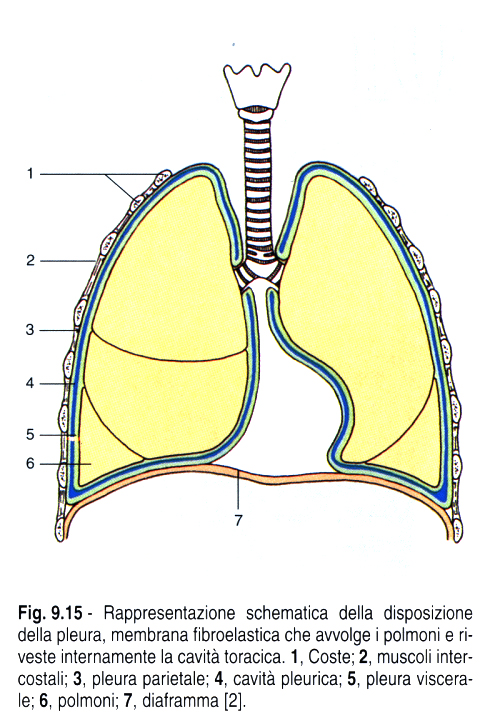 1
2
3
4
5
6
7
Fig. 9.15 - Rappresentazione schematica della disposizione
della pleura, membrana fibroelastica che avvolge i polmoni e ri-
veste internamente la cavità toracica. 1, Coste; 2, muscoli inter-
costali; 3, pleura parietale; 4, cavità pleurica; 5, pleura viscera-
le; 6, polmoni; 7, diaframma [2].